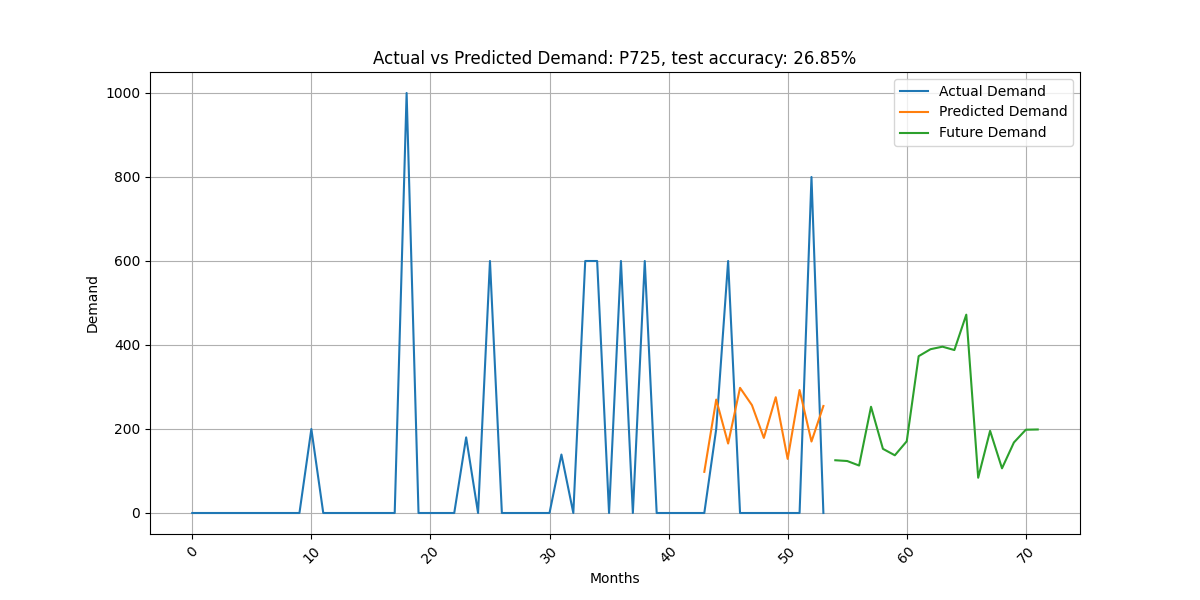 Actual vs Predicted Demand: P725, test accuracy: 26.85%
Actual Demand
Predicted Demand
Future Demand
1000
800
600
400
200
0
Demand
0
10
20
30
40
50
60
70
Months